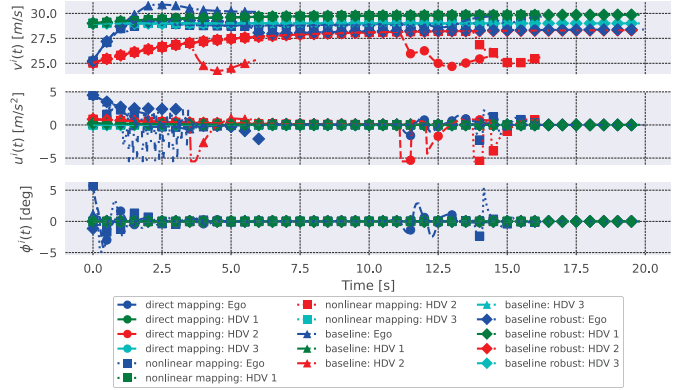 30.0
27.5
25.0
vⁱ(t) [m/s]
5
0
−5
uⁱ(t) [m/s²]
5
0
−5
ϕⁱ(t) [deg]
0.0 2.5 5.0 7.5 10.0 12.5 15.0 17.5 20.0
Time [s]
direct mapping: Ego
direct mapping: HDV 1
direct mapping: HDV 2
direct mapping: HDV 3
nonlinear mapping: Ego
nonlinear mapping: HDV 1
nonlinear mapping: HDV 2
nonlinear mapping: HDV 3
baseline: Ego
baseline: HDV 1
baseline: HDV 2
baseline: HDV 3
baseline robust: Ego
baseline robust: HDV 1
baseline robust: HDV 2
baseline robust: HDV 3